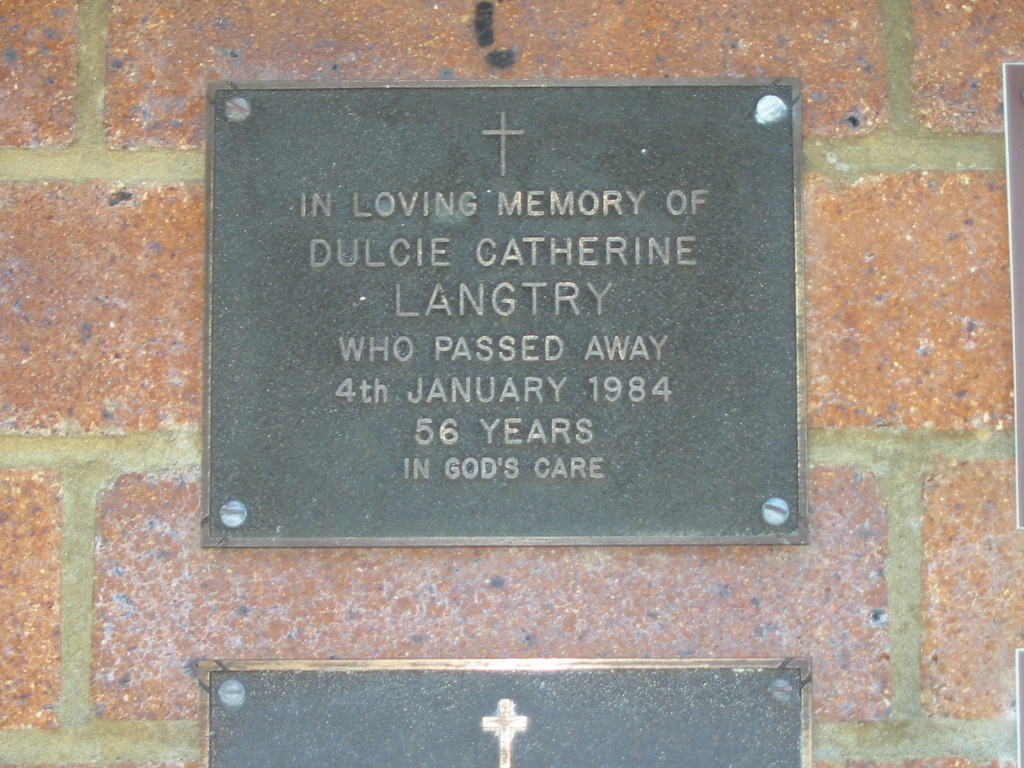 IN LOVING MEMORY OF
DULCIE CATHERINE
LANGTRY
WHO PASSED AWAY
4th JANUARY 1984
56 YEARS
IN GOD'S CARE